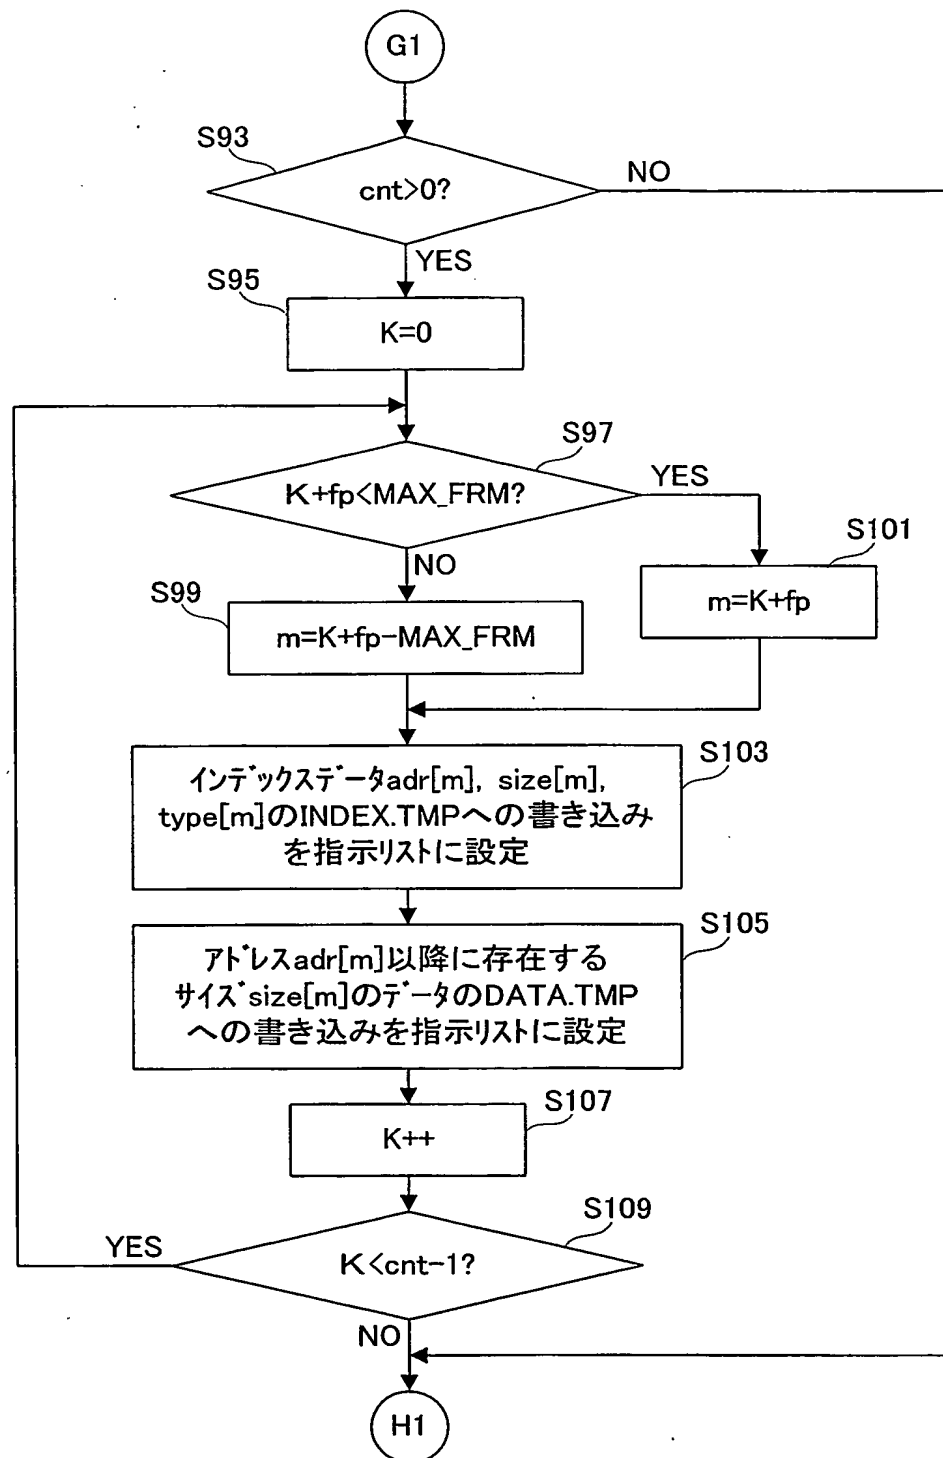 G1
S93
cnt>0?
NO
YES
S95
K=0
S97
K+fp<MAX_FRM?
YES
NO
S101
m=K+fp
S99
m=K+fp-MAX_FRM
S103
インデックスデータadr[m], size[m],
type[m]のINDEX.TMPへの書き込み
を指示リストに設定
S105
アドレスadr[m]以降に存在する
サイズsize[m]のデータのDATA.TMP
への書き込みを指示リストに設定
S107
K++
S109
K<cnt-1?
YES
NO
H1